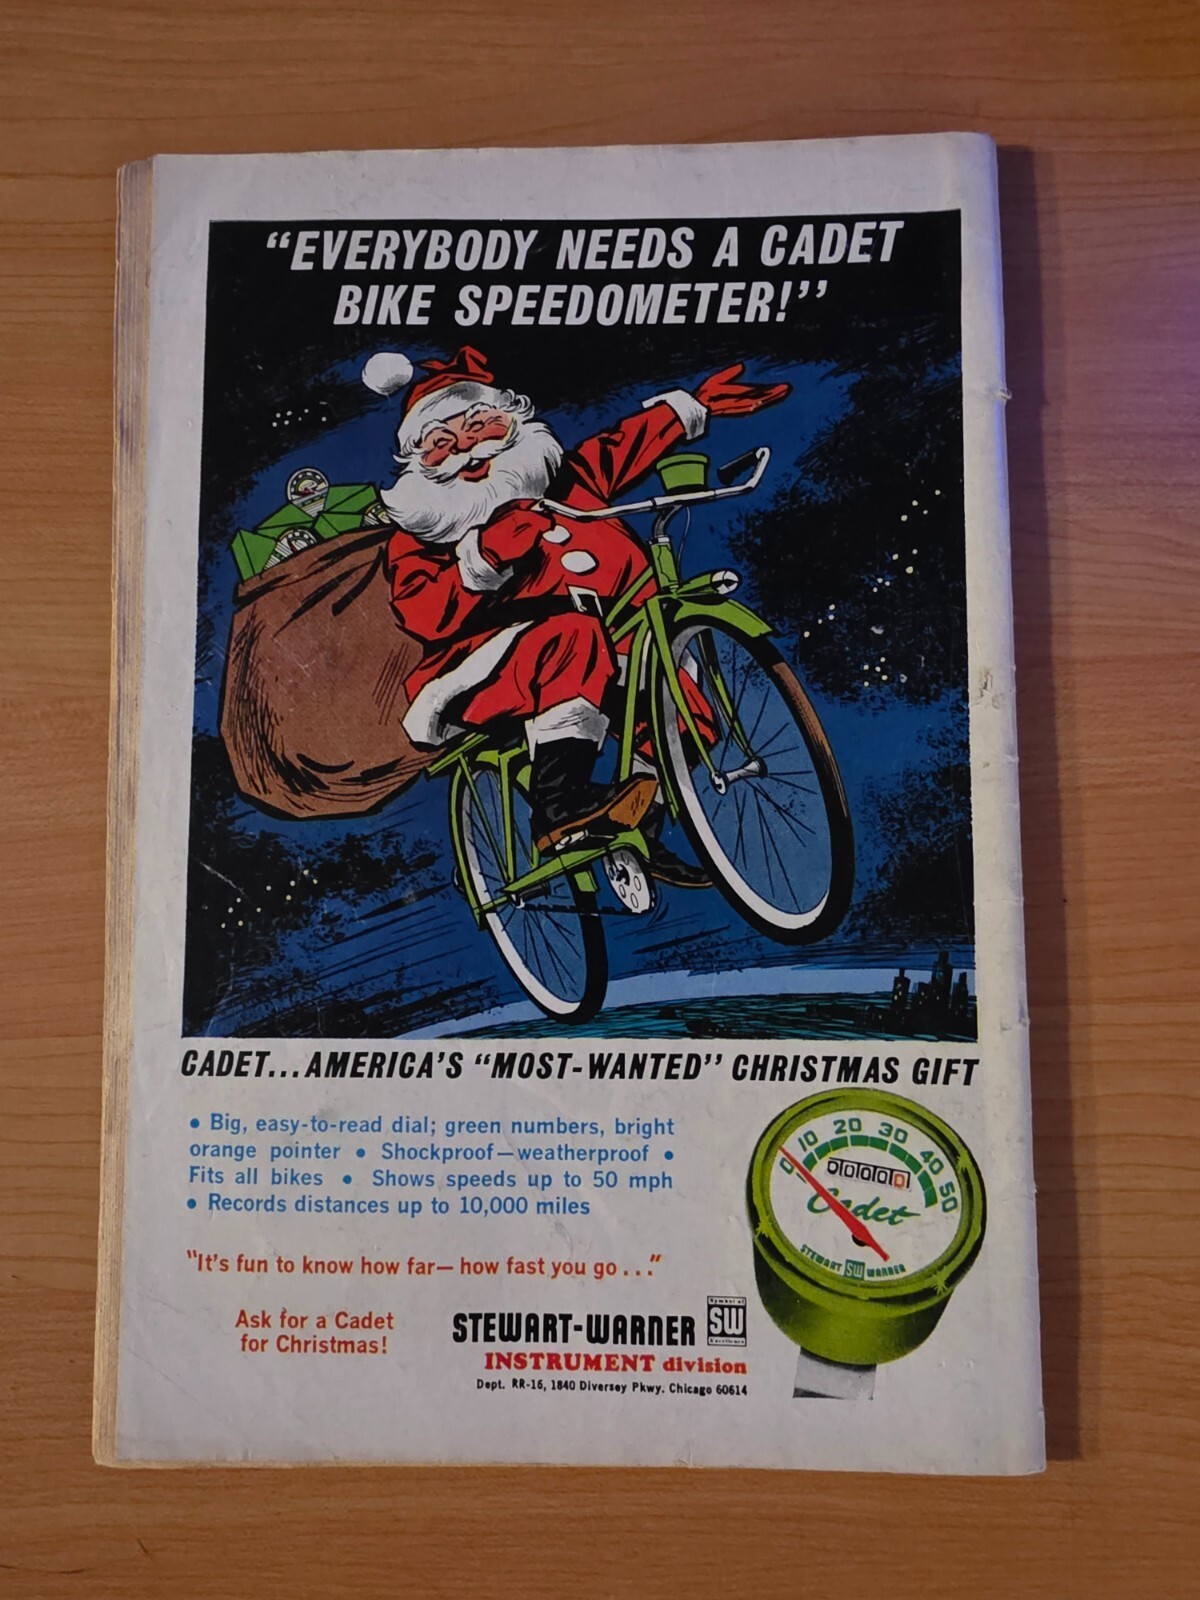 “EVERYBODY NEEDS A CADET
BIKE SPEEDOMETER!”
CADET...AMERICA’S “MOST-WANTED” CHRISTMAS GIFT
• Big, easy-to-read dial; green numbers, bright
orange pointer • Shockproof—weatherproof •
Fits all bikes • Shows speeds up to 50 mph
• Records distances up to 10,000 miles
“It’s fun to know how far— how fast you go . . .”
Ask for a Cadet
for Christmas!
STEWART-WARNER
INSTRUMENT division
Dept. RR-16, 1840 Diversey Pkwy. Chicago 60614
Symbol of
SW
Excellence
0 10 20 30 40 50
00000
Cadet
STEWART SW WARNER